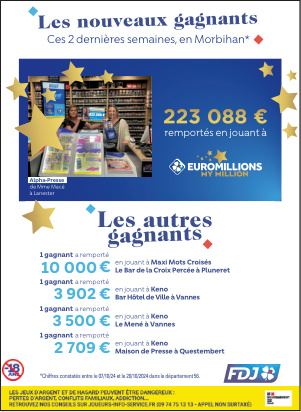 Les nouveaux gagnants
Ces 2 dernières semaines, en Morbihan*
223 088 €
remportés en jouant à
EUROMILLIONS
MY MILLION
Alpha-Presse
de Mme Macé
à Lanester
Les autres
gagnants
1 gagnant a remporté
10 000 € en jouant à Maxi Mots Croisés
Le Bar de la Croix Percée à Pluneret
1 gagnant a remporté
3 902 € en jouant à Keno
Bar Hôtel de Ville à Vannes
1 gagnant a remporté
3 500 € en jouant à Keno
Le Mené à Vannes
1 gagnant a remporté
2 709 € en jouant à Keno
Maison de Presse à Questembert
-18
*Chiffres constatés entre le 07/10/24 et le 20/10/2024 dans le département 56.
FDJ
LES JEUX D'ARGENT ET DE HASARD PEUVENT ÊTRE DANGEREUX :
PERTES D'ARGENT, CONFLITS FAMILIAUX, ADDICTION...
RETROUVEZ NOS CONSEILS SUR JOUEURS-INFO-SERVICE.FR (09 74 75 13 13 - APPEL NON SURTAXÉ)